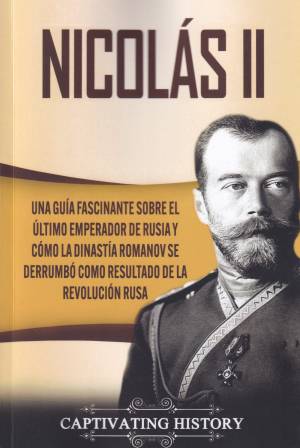 NICOLÁS II
UNA GUÍA FASCINANTE SOBRE EL
ÚLTIMO EMPERADOR DE RUSIA Y
CÓMO LA DINASTÍA ROMANOV SE
DERRUMBÓ COMO RESULTADO DE LA
REVOLUCIÓN RUSA
CAPTIVATING HISTORY